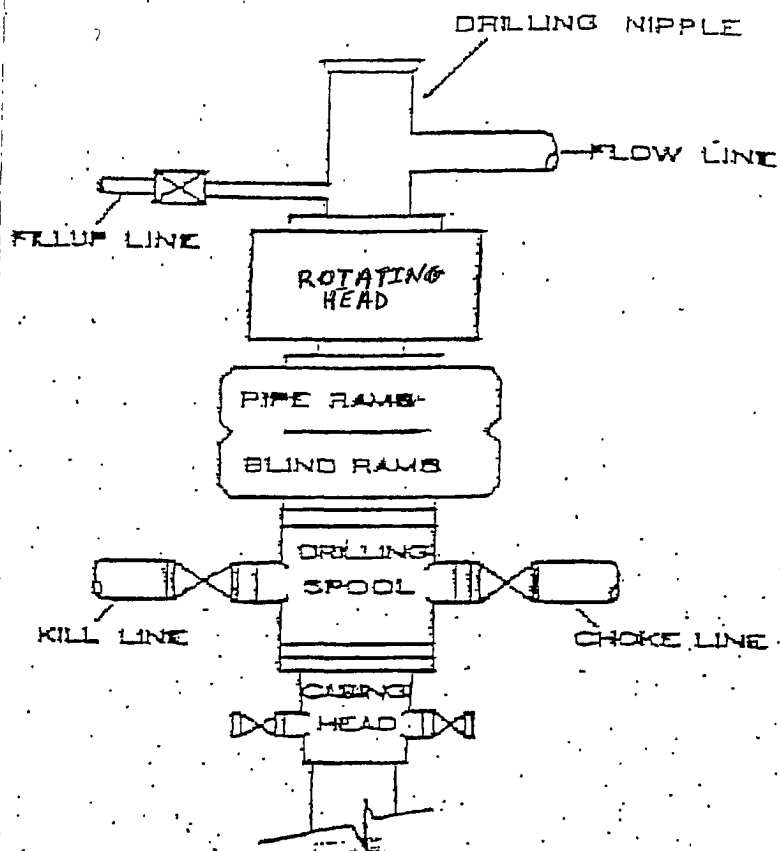 DRILLING NIPPLE
FLOW LINE
FILLUP LINE
ROTATING
HEAD
PIPE RAMS
BLIND RAMS
DRILLING
SPOOL
KILL LINE
CHOKE LINE
CASING
HEAD